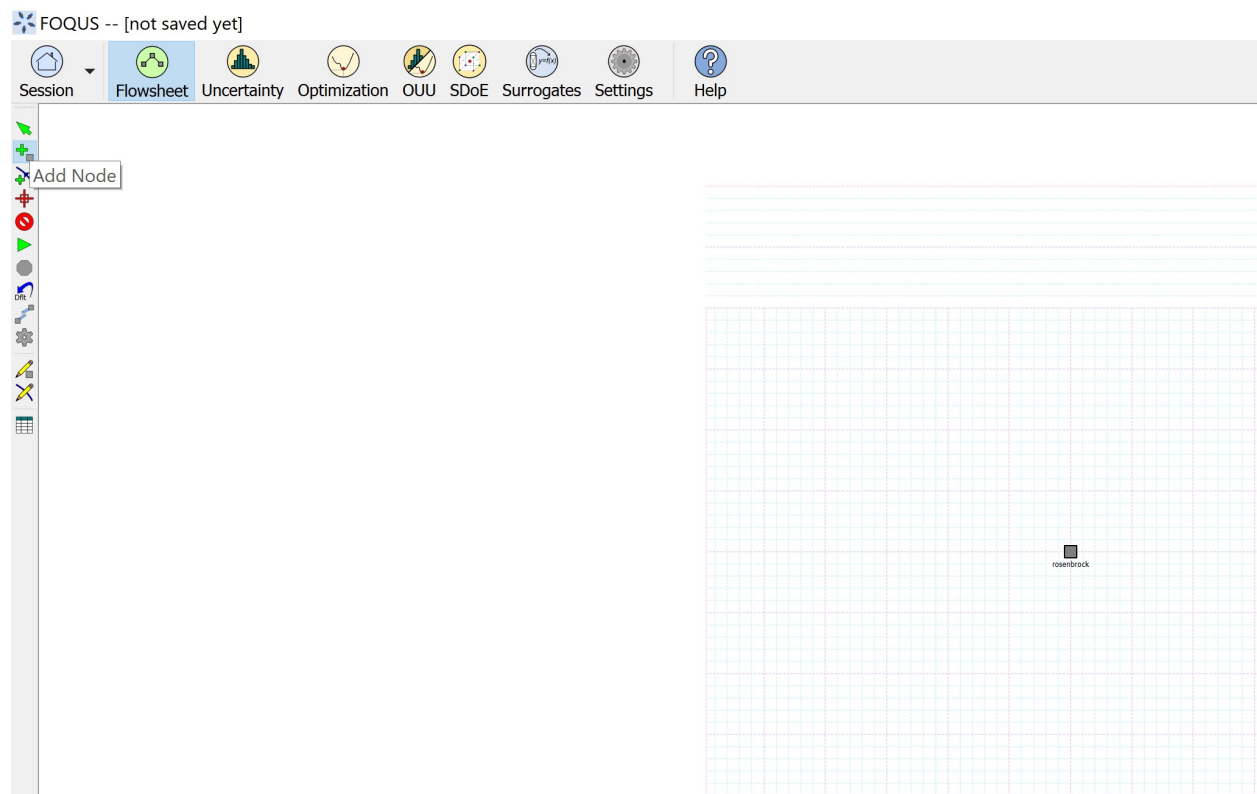 FOQUS -- [not saved yet]
Session Flowsheet Uncertainty Optimization OUU SDoE Surrogates Settings Help
y=f(x)
Add Node
Dflt
rosenbrock